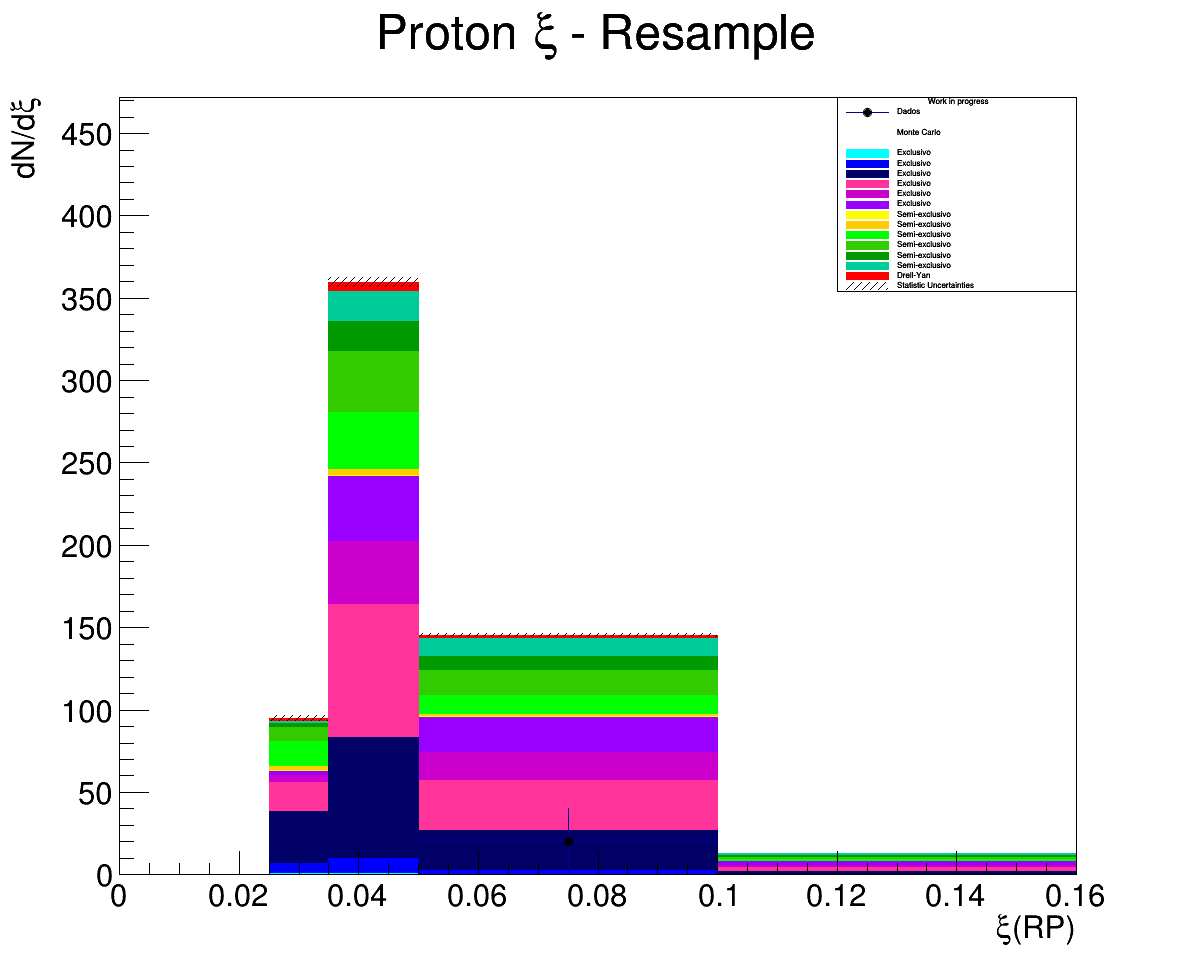 Proton ξ - Resample
dN/dξ
450
400
350
300
250
200
150
100
50
0
Work in progress
Dados
Monte Carlo
Exclusivo
Exclusivo
Exclusivo
Exclusivo
Exclusivo
Exclusivo
Semi-exclusivo
Semi-exclusivo
Semi-exclusivo
Semi-exclusivo
Semi-exclusivo
Semi-exclusivo
Drell-Yan
Statistic Uncertainties
0 0.02 0.04 0.06 0.08 0.1 0.12 0.14 0.16
ξ(RP)